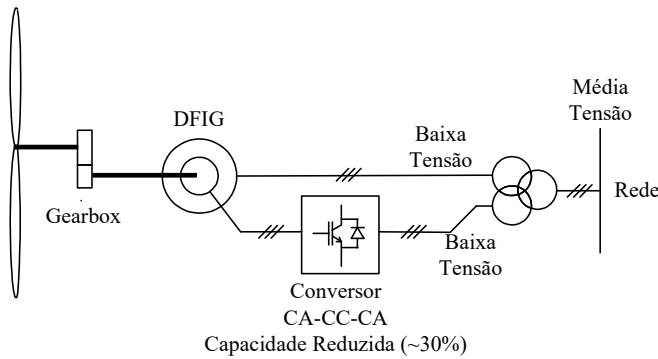 DFIG
Gearbox
Baixa
Tensão
Baixa
Tensão
Média
Tensão
Rede
Conversor
CA-CC-CA
Capacidade Reduzida (~30%)